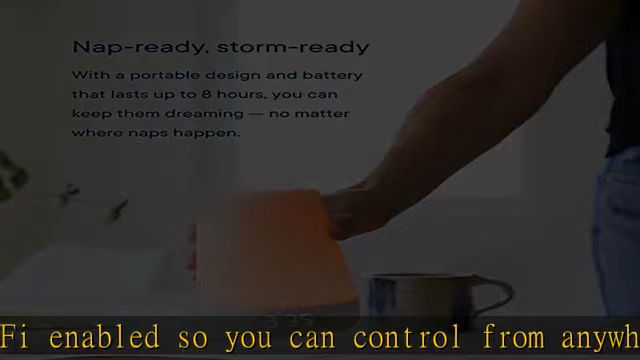 Nap-ready, storm-ready
With a portable design and battery
that lasts up to 8 hours, you can
keep them dreaming — no matter
where naps happen.
Fi enabled so you can control from anywh